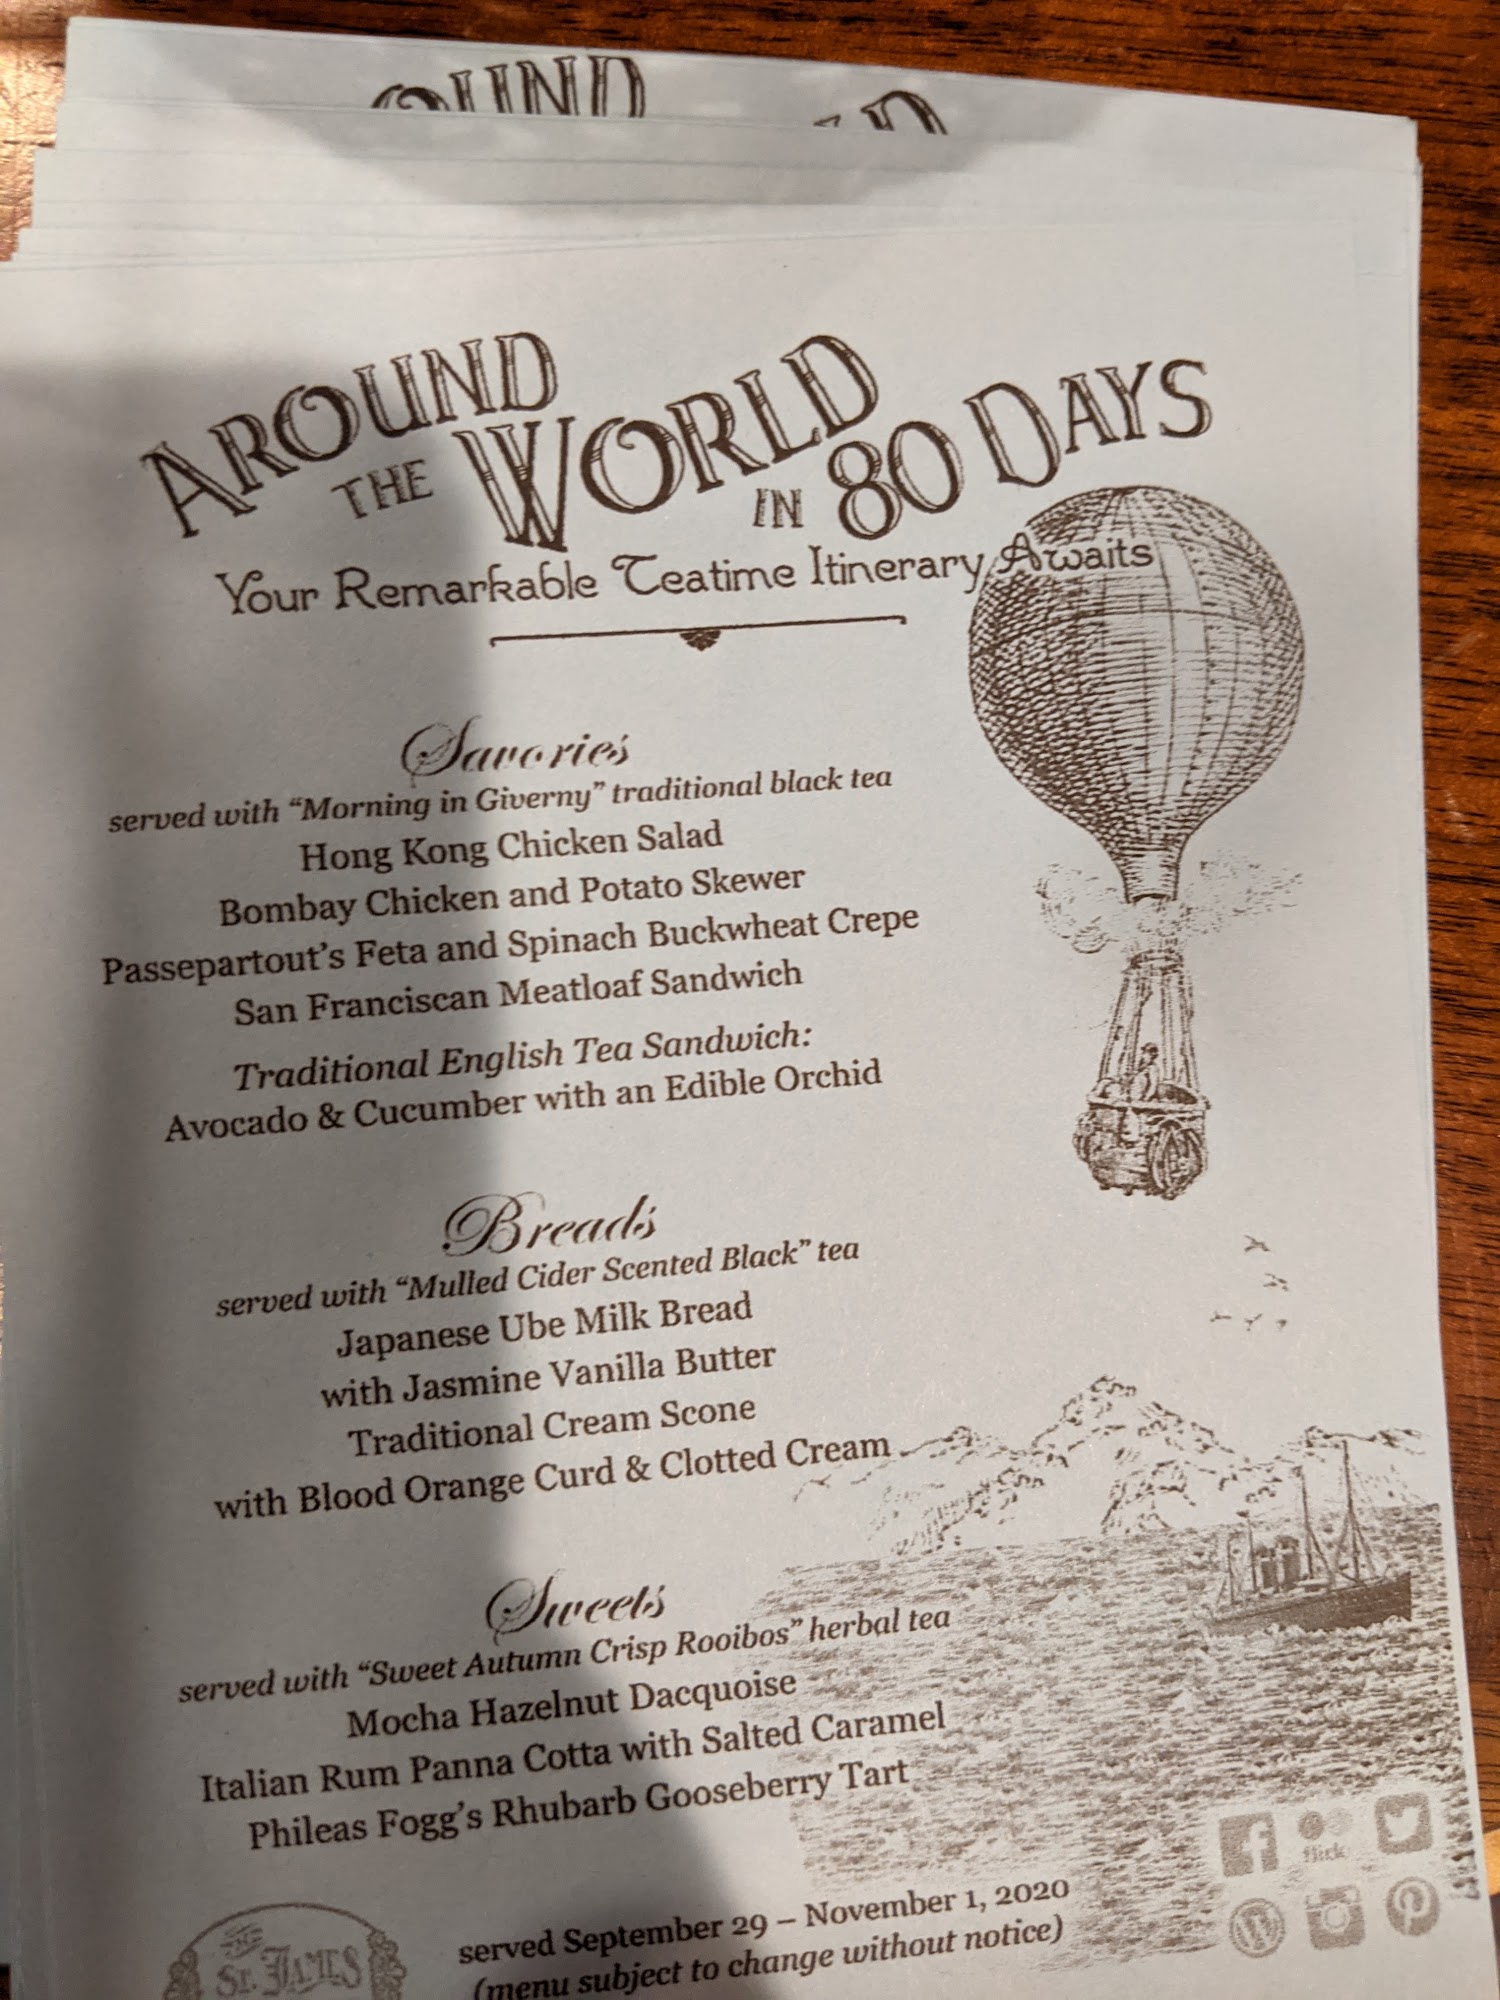 OUND
AROUND
THE WORLD
IN 80 DAYS
Your Remarkable Teatime Itinerary Awaits
Savories
served with “Morning in Giverny” traditional black tea
Hong Kong Chicken Salad
Bombay Chicken and Potato Skewer
Passepartout’s Feta and Spinach Buckwheat Crepe
San Franciscan Meatloaf Sandwich
Traditional English Tea Sandwich:
Avocado & Cucumber with an Edible Orchid
Breads
served with “Mulled Cider Scented Black” tea
Japanese Ube Milk Bread
with Jasmine Vanilla Butter
Traditional Cream Scone
with Blood Orange Curd & Clotted Cream
Sweets
served with “Sweet Autumn Crisp Rooibos” herbal tea
Mocha Hazelnut Dacquoise
Italian Rum Panna Cotta with Salted Caramel
Phileas Fogg’s Rhubarb Gooseberry Tart
flickr
served September 29 – November 1, 2020
(menu subject to change without notice)
The
St. James